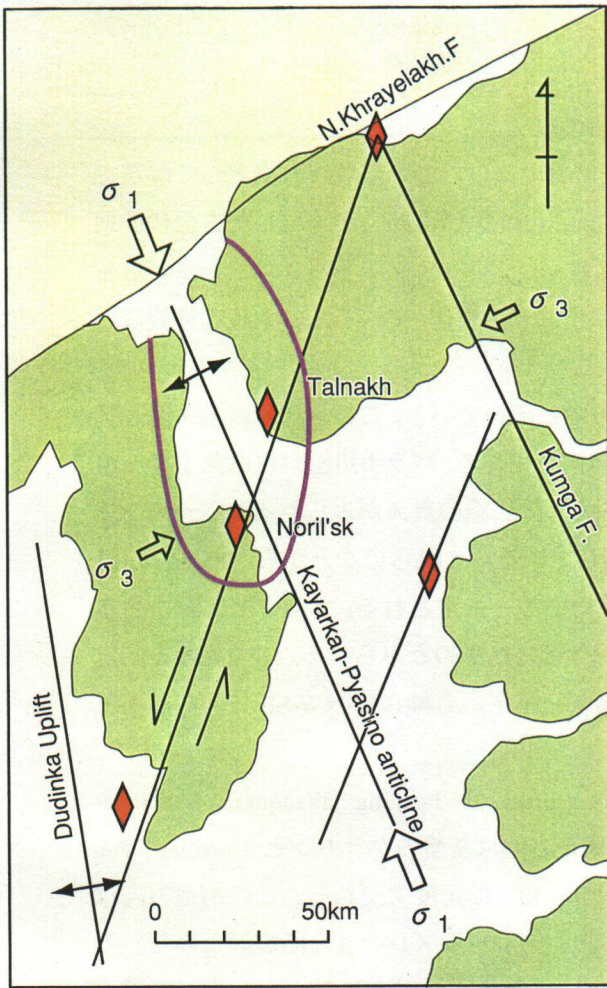 N.Khrayelakh.F
σ 1
σ 3
Talnakh
Noril'sk
Kumga F.
σ 3
Kayarkan-Pyasino anticline
Dudinka Uplift
σ 1
0 50km